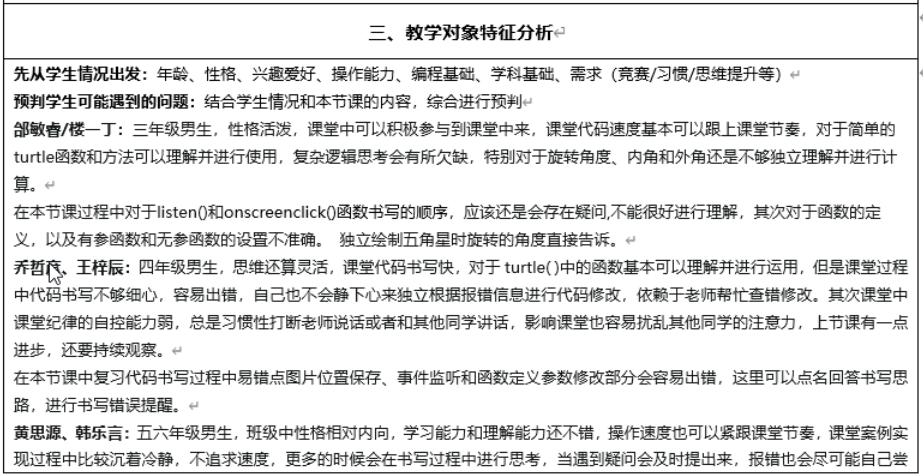 三、教学对象特征分析
先从学生情况出发：年龄、性格、兴趣爱好、操作能力、编程基础、学科基础、需求（竞赛/习惯/思维提升等）
预判学生可能遇到的问题：结合学生情况和本节课的内容，综合进行预判
邰敏睿/楼一丁：三年级男生，性格活泼，课堂中可以积极参与到课堂中来，课堂代码速度基本可以跟上课堂节奏，对于简单的
turtle函数和方法可以理解并进行使用，复杂逻辑思考会有所欠缺，特别对于旋转角度、内角和外角还是不够独立理解并进行计
算。
在本节课过程中对于listen()和onscreenclick()函数书写的顺序，应该还是会存在疑问,不能很好进行理解，其次对于函数的定
义，以及有参函数和无参函数的设置不准确。 独立绘制五角星时旋转的角度直接告诉。
乔哲彦、王梓辰：四年级男生，思维还算灵活，课堂代码书写快，对于 turtle( )中的函数基本可以理解并进行运用，但是课堂过程
中代码书写不够细心，容易出错，自己也不会静下心来独立根据报错信息进行代码修改，依赖于老师帮忙查错修改。其次课堂中
课堂纪律的自控能力弱，总是习惯性打断老师说话或者和其他同学讲话，影响课堂也容易扰乱其他同学的注意力，上节课有一点
进步，还要持续观察。
在本节课中复习代码书写过程中易错点图片位置保存、事件监听和函数定义参数修改部分会容易出错，这里可以点名回答书写思
路，进行书写错误提醒。
黄思源、韩乐言：五六年级男生，班级中性格相对内向，学习能力和理解能力还不错，操作速度也可以紧跟课堂节奏，课堂案例实
现过程中比较沉着冷静，不追求速度，更多的时候会在书写过程中进行思考，当遇到疑问会及时提出来，报错也会尽可能自己尝